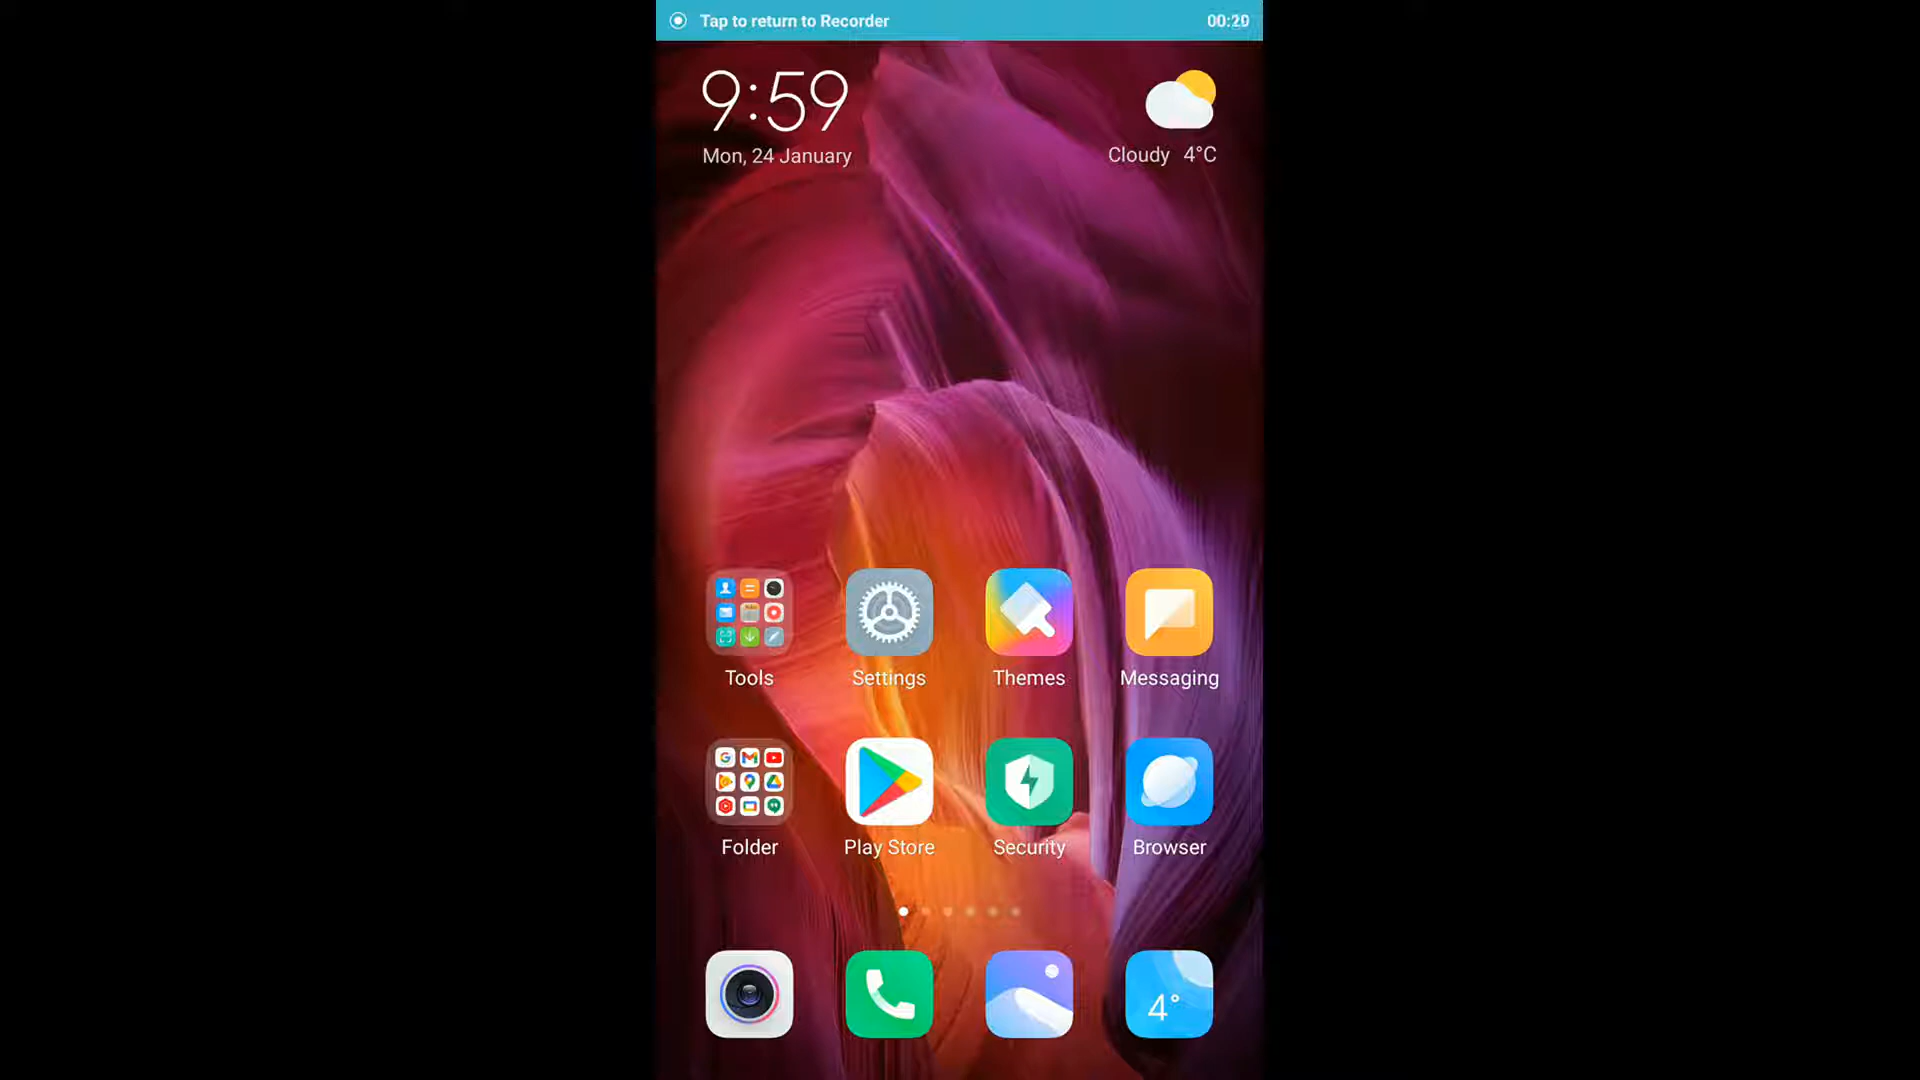 Tap to return to Recorder 00:20
9:59
Mon, 24 January
Cloudy 4°C
Tools Settings Themes Messaging
Folder Play Store Security Browser
4°